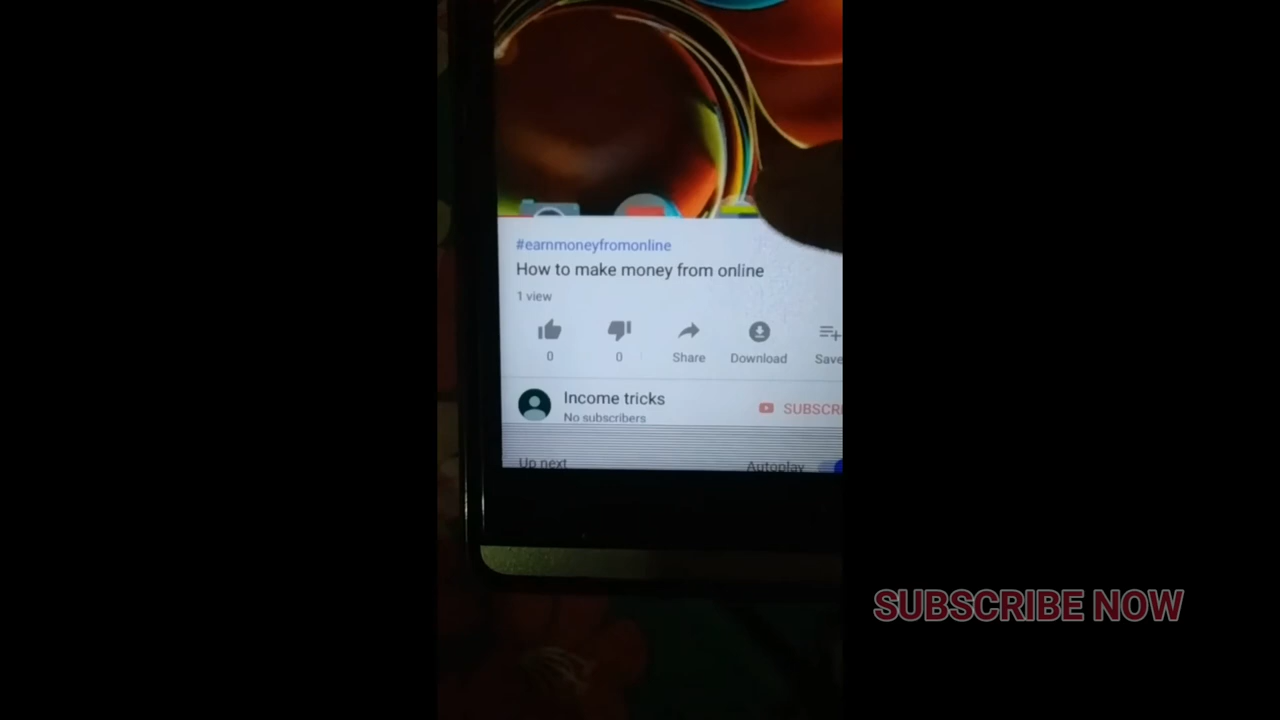 #earnmoneyfromonline
How to make money from online
1 view
0
0
Share
Download
Save
Income tricks
No subscribers
SUBSCRI
Up next
Autoplay
SUBSCRIBE NOW